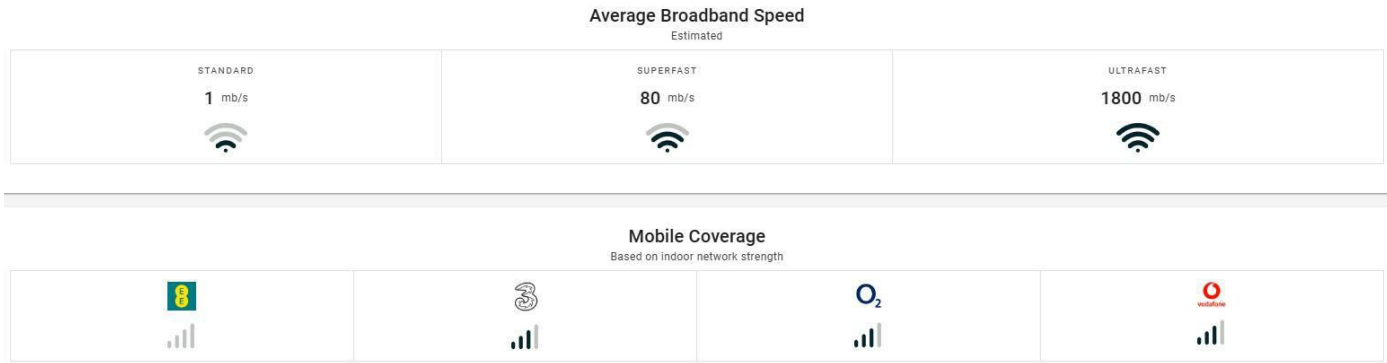 Average Broadband Speed
Estimated
STANDARD
SUPERFAST
ULTRAFAST
1 mb/s
80 mb/s
1800 mb/s
Mobile Coverage
Based on indoor network strength
EE
3
O2
vodafone